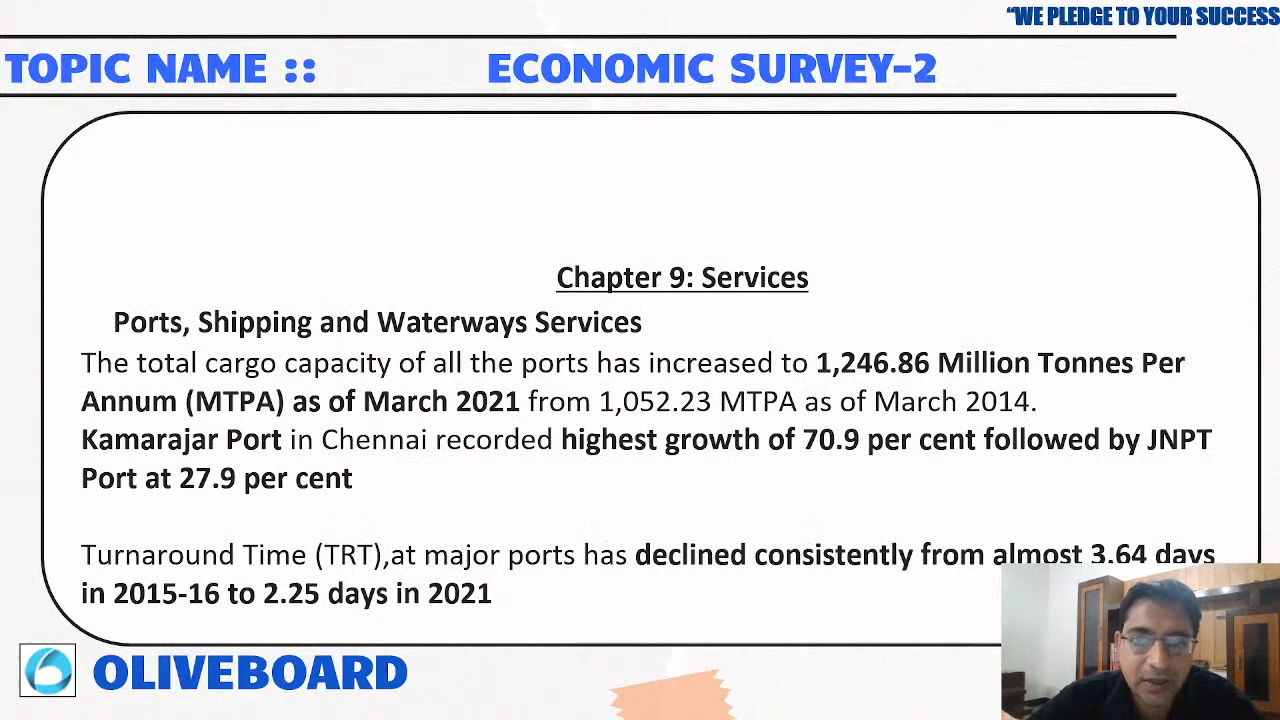 “WE PLEDGE TO YOUR SUCCESS
TOPIC NAME :: ECONOMIC SURVEY-2
Chapter 9: Services
Ports, Shipping and Waterways Services
The total cargo capacity of all the ports has increased to 1,246.86 Million Tonnes Per
Annum (MTPA) as of March 2021 from 1,052.23 MTPA as of March 2014.
Kamarajar Port in Chennai recorded highest growth of 70.9 per cent followed by JNPT
Port at 27.9 per cent
Turnaround Time (TRT),at major ports has declined consistently from almost 3.64 days
in 2015-16 to 2.25 days in 2021
OLIVEBOARD